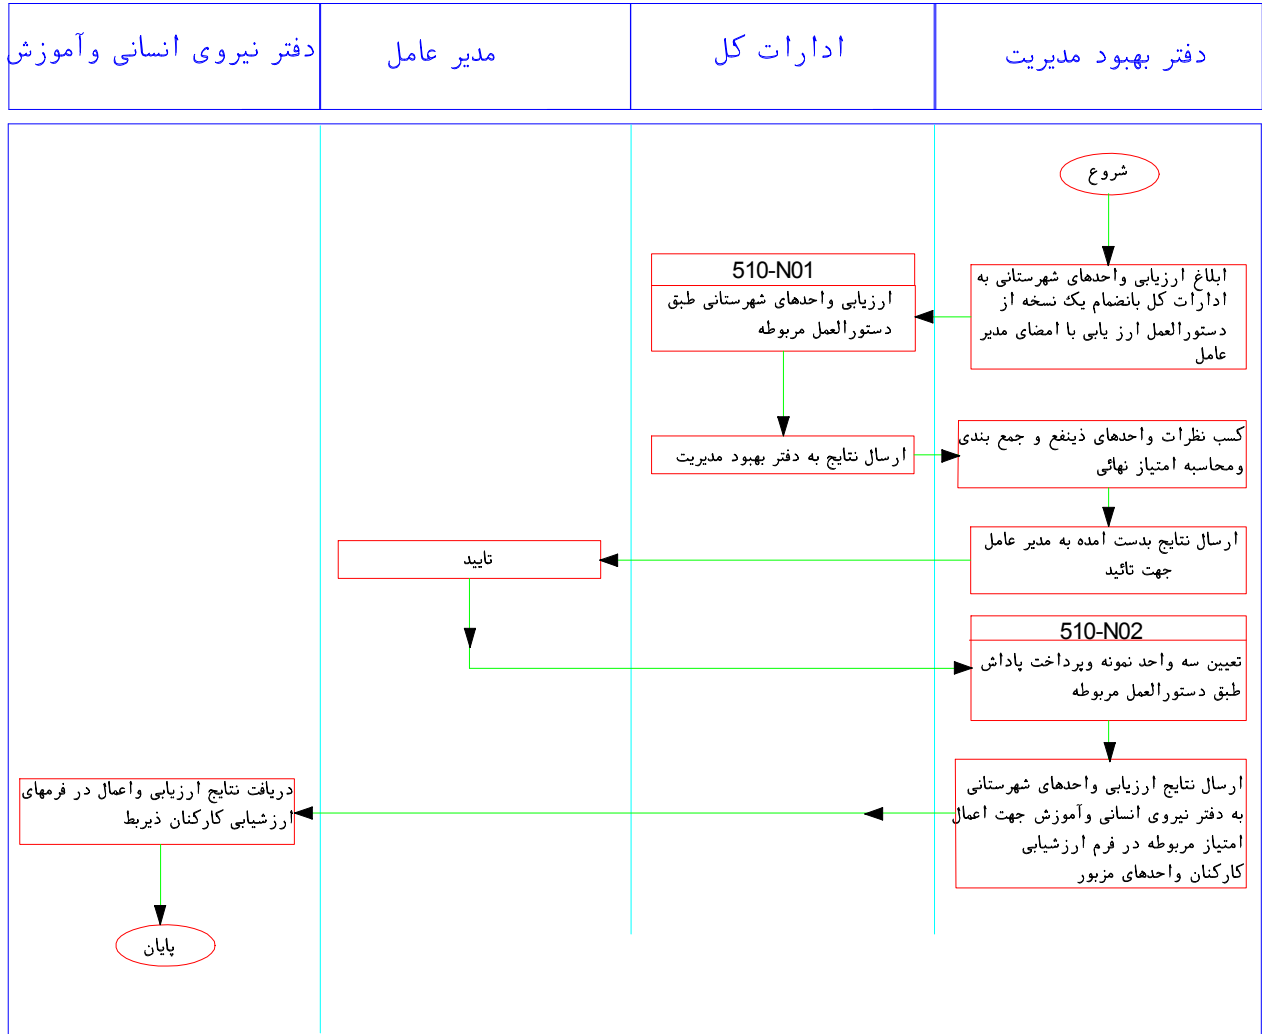 دفتر بهبود مدیریت
ادارات کل
مدیر عامل
دفتر نیروی انسانی وآموزش
شروع
ابلاغ ارزیابی واحدهای شهرستانی به
ادارات کل بانضمام یک نسخه از
دستورالعمل ارز یابی با امضای مدیر
عامل
510-N01
ارزیابی واحدهای شهرستانی طبق
دستورالعمل مربوطه
ارسال نتایج به دفتر بهبود مدیریت
کسب نظرات واحدهای ذینفع و جمع بندی
ومحاسبه امتیاز نهائی
ارسال نتایج بدست امده به مدیر عامل
جهت تائید
تایید
510-N02
تعیین سه واحد نمونه وپرداخت پاداش
طبق دستورالعمل مربوطه
ارسال نتایج ارزیابی واحدهای شهرستانی
به دفتر نیروی انسانی وآموزش جهت اعمال
امتیاز مربوطه در فرم ارزشیابی
کارکنان واحدهای مزبور
دریافت نتایج ارزیابی واعمال در فرمهای
ارزشیابی کارکنان ذیربط
پایان